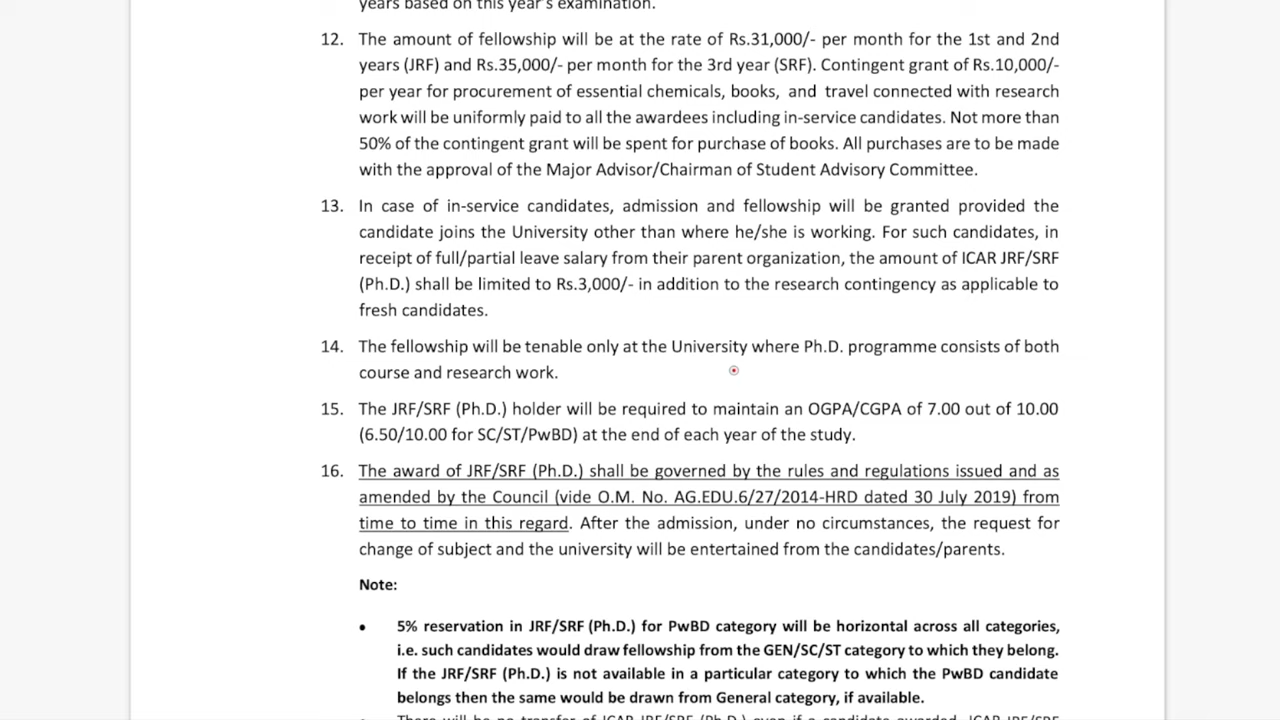 years based on this year's examination.
12. The amount of fellowship will be at the rate of Rs.31,000/- per month for the 1st and 2nd
years (JRF) and Rs.35,000/- per month for the 3rd year (SRF). Contingent grant of Rs.10,000/-
per year for procurement of essential chemicals, books, and travel connected with research
work will be uniformly paid to all the awardees including in-service candidates. Not more than
50% of the contingent grant will be spent for purchase of books. All purchases are to be made
with the approval of the Major Advisor/Chairman of Student Advisory Committee.
13. In case of in-service candidates, admission and fellowship will be granted provided the
candidate joins the University other than where he/she is working. For such candidates, in
receipt of full/partial leave salary from their parent organization, the amount of ICAR JRF/SRF
(Ph.D.) shall be limited to Rs.3,000/- in addition to the research contingency as applicable to
fresh candidates.
14. The fellowship will be tenable only at the University where Ph.D. programme consists of both
course and research work.
15. The JRF/SRF (Ph.D.) holder will be required to maintain an OGPA/CGPA of 7.00 out of 10.00
(6.50/10.00 for SC/ST/PwBD) at the end of each year of the study.
16. The award of JRF/SRF (Ph.D.) shall be governed by the rules and regulations issued and as
amended by the Council (vide O.M. No. AG.EDU.6/27/2014-HRD dated 30 July 2019) from
time to time in this regard. After the admission, under no circumstances, the request for
change of subject and the university will be entertained from the candidates/parents.
Note:
• 5% reservation in JRF/SRF (Ph.D.) for PwBD category will be horizontal across all categories,
i.e. such candidates would draw fellowship from the GEN/SC/ST category to which they belong.
If the JRF/SRF (Ph.D.) is not available in a particular category to which the PwBD candidate
belongs then the same would be drawn from General category, if available.
• There will be no transfer of ICAR JRF/SRF (Ph.D.) even if a candidate awarded ICAR JRF/SRF